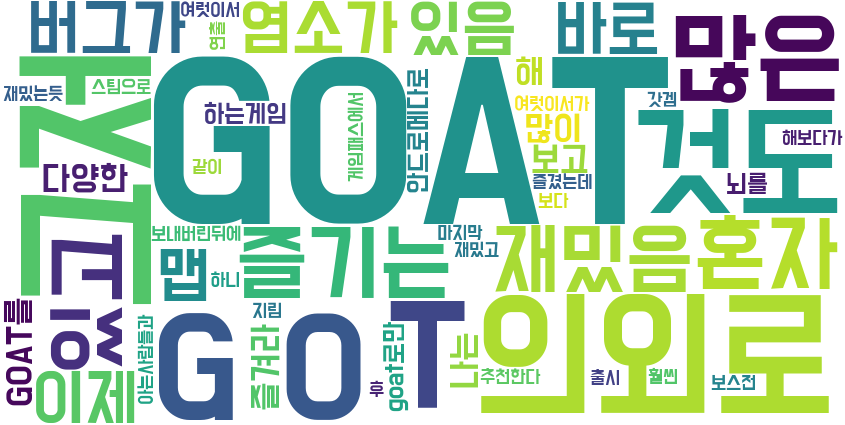 버그가
여럿이서
연출
염소가
있음
바로
많은
재밌는듯
스팀으로
GOAT
해
갓겜
것도
하는게임
게임패스에서
안드로메다로
여럿이서가
많이
해보다가
같이
다양한
보고
즐겼는데
뇌를
보다
있고
보내버린뒤에
맵
하니
즐기는
마지막
재밌고
재밌음
혼자
GOAT를
이제
아는사람들과
GOT
지림
즐겨라
후
goat로만
나는
의외로
추천한다
출시
훨씬
보스전